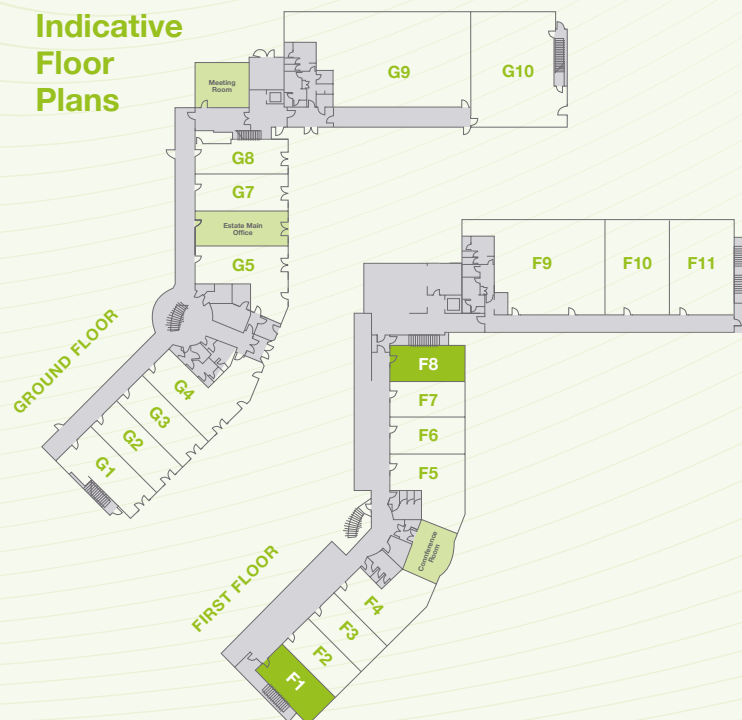 Indicative
Floor
Plans
Meeting
Room
G9
G10
G8
G7
Estate Main
Office
G5
GROUND FLOOR
G4
G3
G2
G1
F9
F10
F11
F8
F7
F6
F5
Connference
Room
FIRST FLOOR
F4
F3
F2
F1